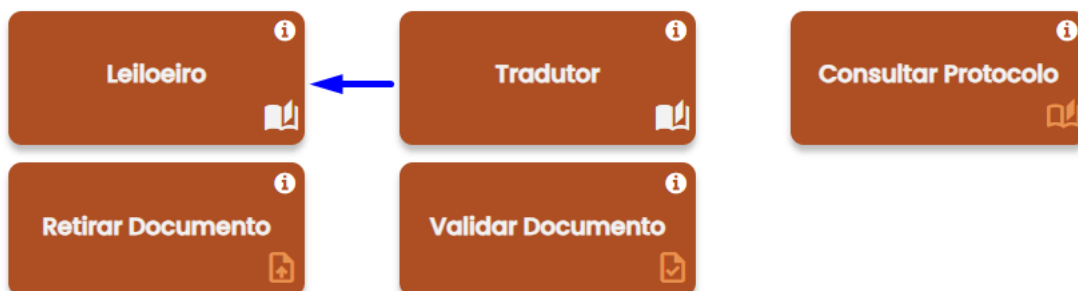 Leiloeiro
Tradutor
Consultar Protocolo
Retirar Documento
Validar Documento